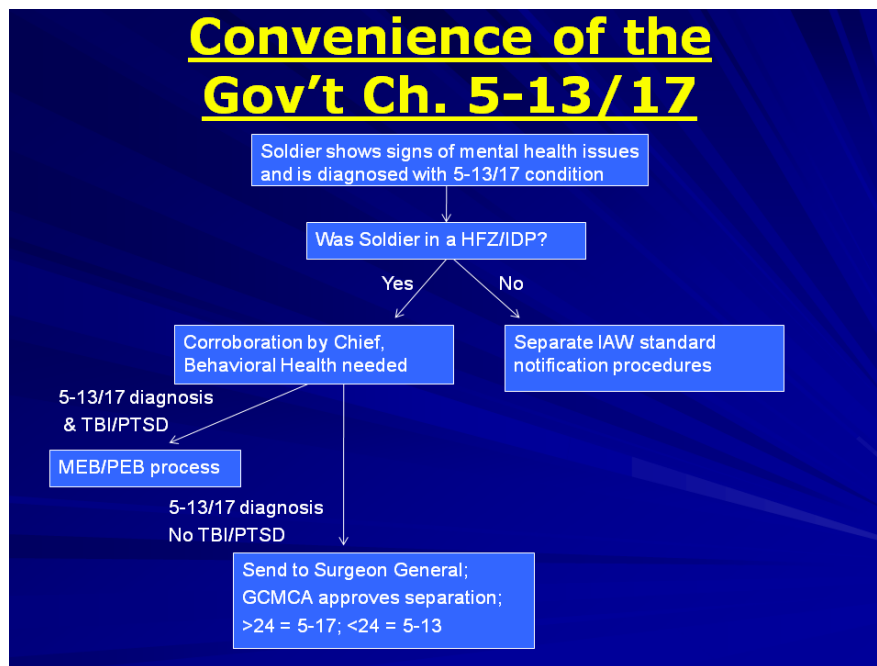 Convenience of the
Gov’t Ch. 5-13/17
Soldier shows signs of mental health issues
and is diagnosed with 5-13/17 condition
Was Soldier in a HFZ/IDP?
Yes
No
Corroboration by Chief,
Behavioral Health needed
Separate IAW standard
notification procedures
5-13/17 diagnosis
& TBI/PTSD
MEB/PEB process
5-13/17 diagnosis
No TBI/PTSD
Send to Surgeon General;
GCMCA approves separation;
>24 = 5-17; <24 = 5-13